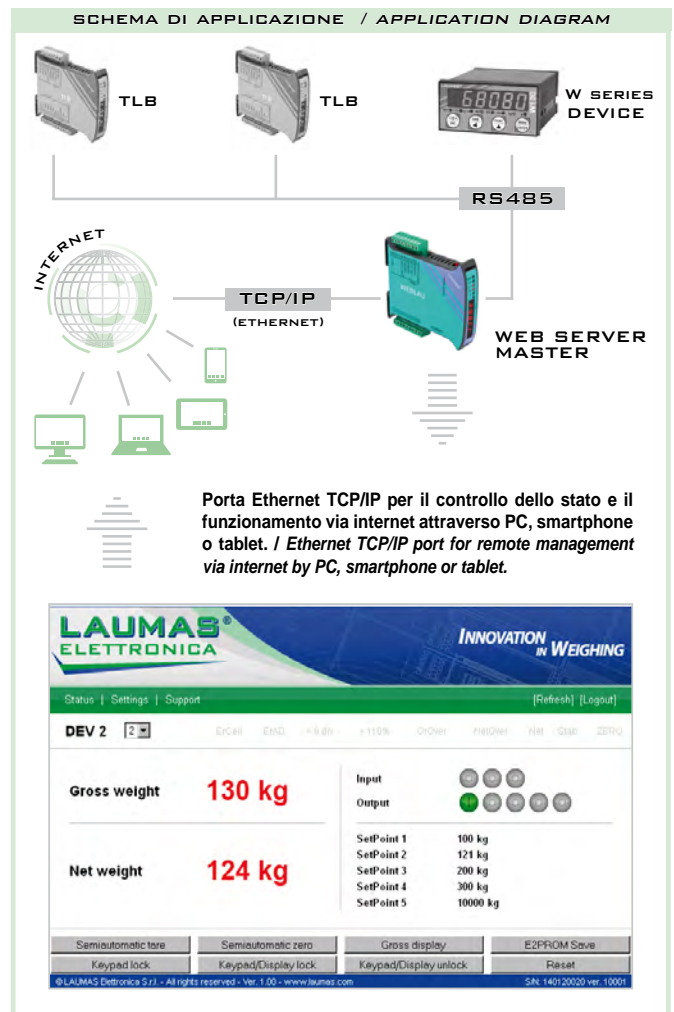 SCHEMA DI APPLICAZIONE / APPLICATION DIAGRAM
TLB
TLB
68080
W SERIES
DEVICE
RS485
INTERNET
TCP/IP
(ETHERNET)
WEB SERVER
MASTER
Porta Ethernet TCP/IP per il controllo dello stato e il
funzionamento via internet attraverso PC, smartphone
o tablet. / Ethernet TCP/IP port for remote management
via internet by PC, smartphone or tablet.
LAUMAS®
ELETTRONICA
INNOVATION
IN WEIGHING
Status | Settings | Support
[Refresh] [Logout]
DEV 2 2 ErCell ErAD +110% OrOver NetOver Net Stab ZERO
Gross weight 130 kg
Input
Output
Net weight 124 kg
SetPoint 1 100 kg
SetPoint 2 121 kg
SetPoint 3 200 kg
SetPoint 4 300 kg
SetPoint 5 10000 kg
Semiautomatic tare Semiautomatic zero Gross display E2PROM Save
Keypad lock Keypad/Display lock Keypad/Display unlock Reset
© LAUMAS Elettronica S.r.l. - All rights reserved - Ver. 1.00 - www.laumas.com S/N: 140120020 ver. 10001